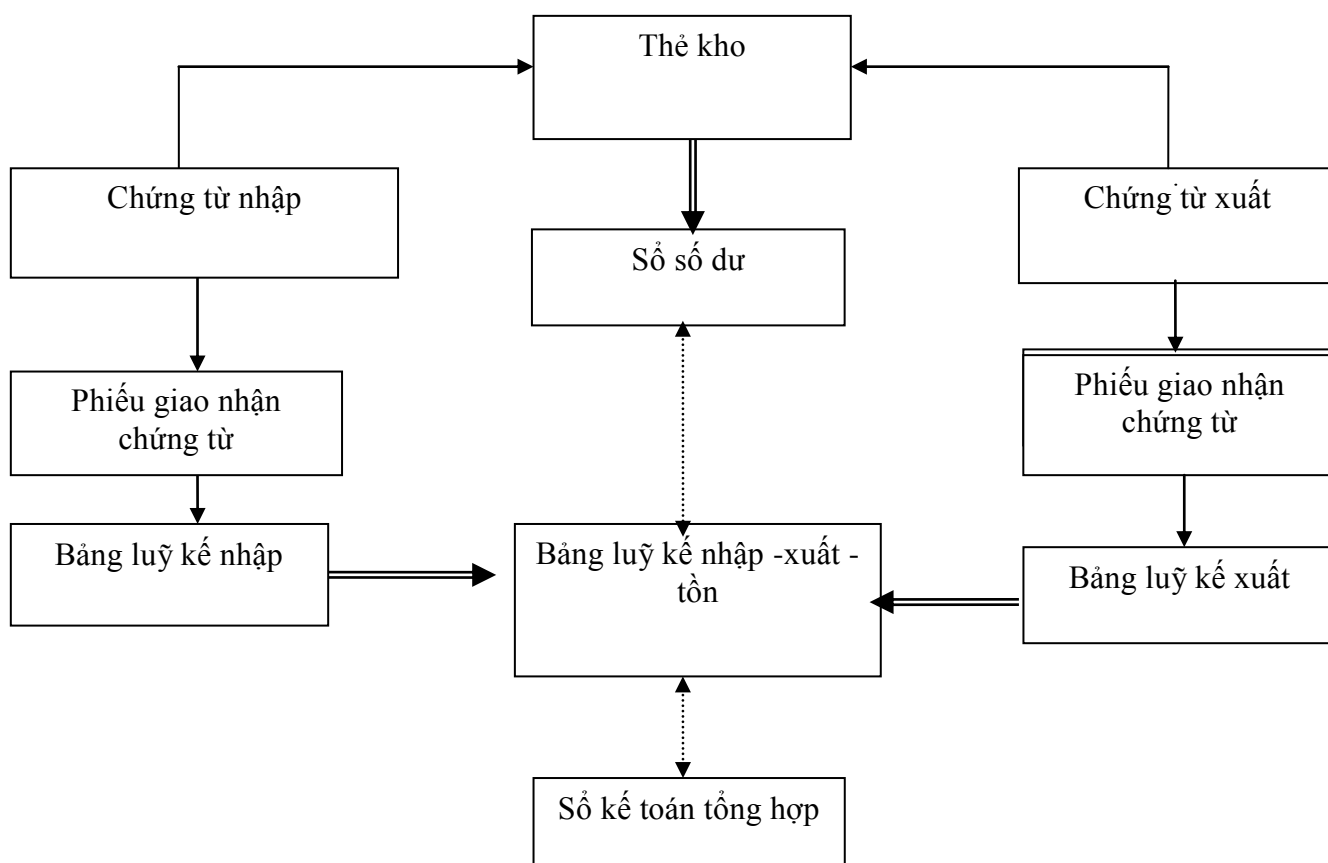 Thẻ kho
Chứng từ nhập
Chứng từ xuất
Sổ số dư
Phiếu giao nhận
chứng từ
Phiếu giao nhận
chứng từ
Bảng luỹ kế nhập
Bảng luỹ kế nhập -xuất -
tồn
Bảng luỹ kế xuất
Sổ kế toán tổng hợp